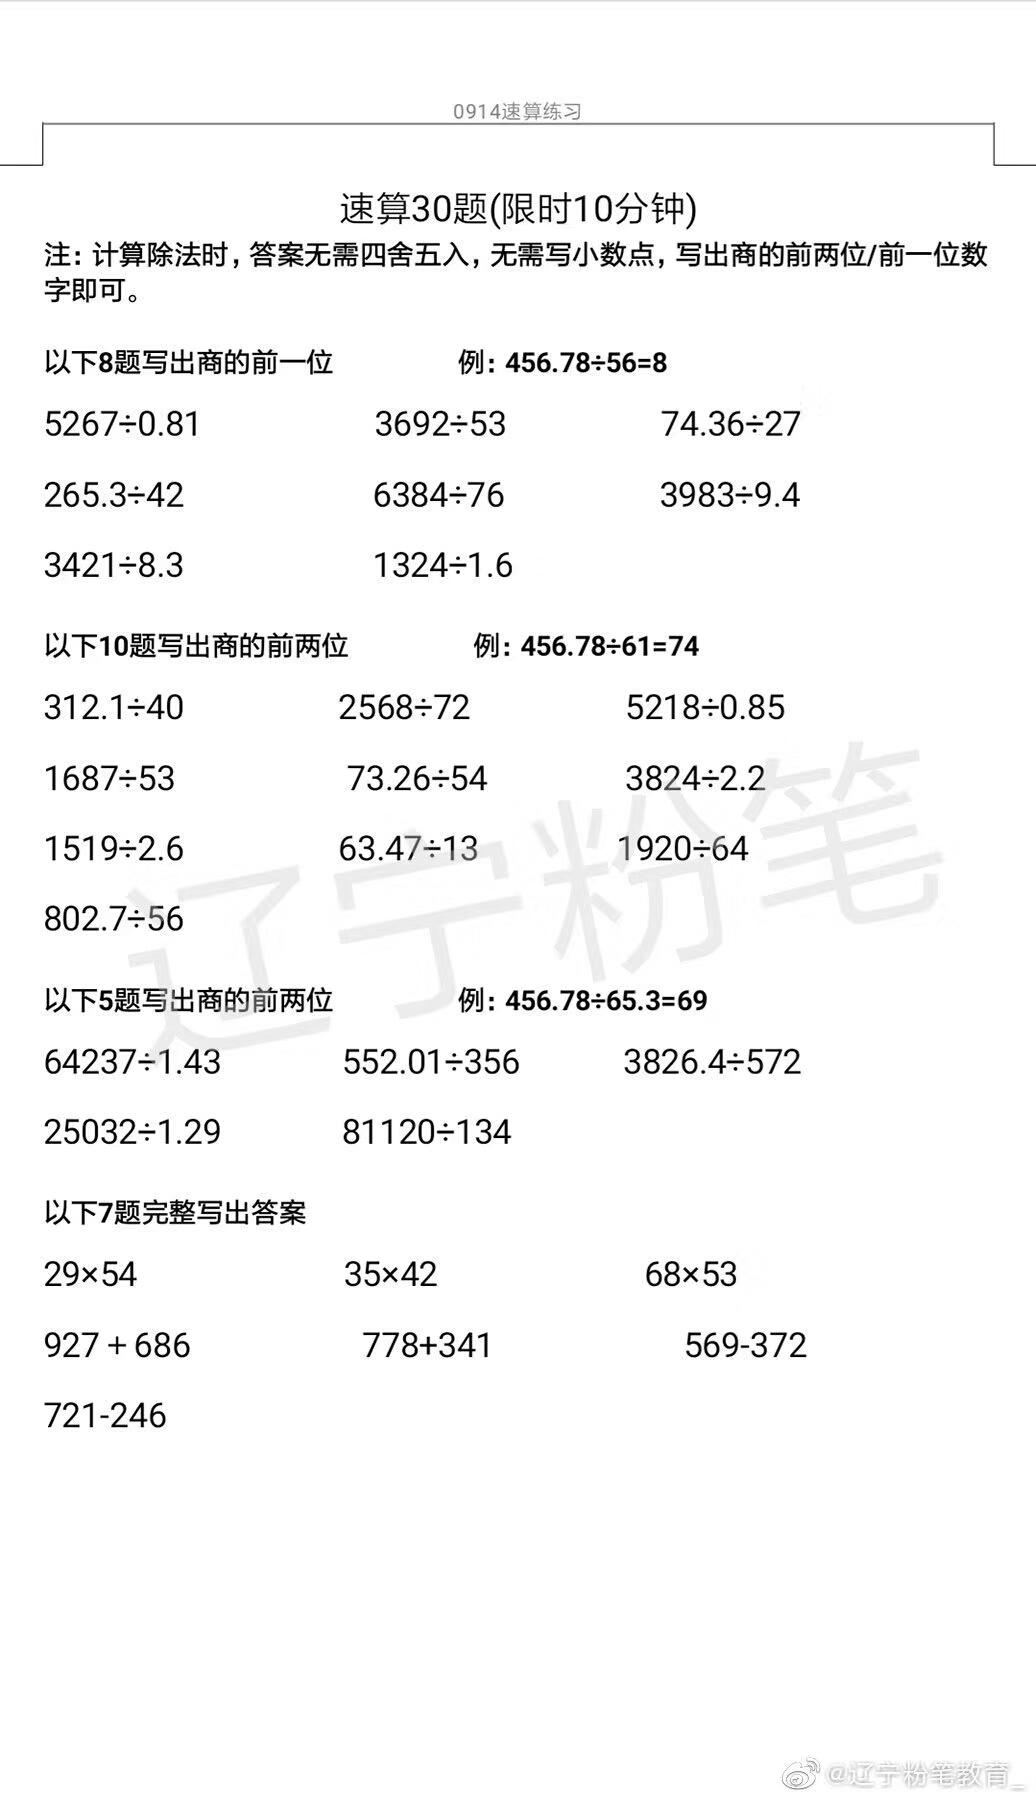 0914速算练习
速算30题(限时10分钟)
注: 计算除法时, 答案无需四舍五入, 无需写小数点, 写出商的前两位/前一位数
字即可。
以下8题写出商的前一位 例: 456.78÷56=8
5267÷0.81 3692÷53 74.36÷27
265.3÷42 6384÷76 3983÷9.4
3421÷8.3 1324÷1.6
以下10题写出商的前两位 例: 456.78÷61=74
312.1÷40 2568÷72 5218÷0.85
1687÷53 73.26÷54 3824÷2.2
1519÷2.6 63.47÷13 1920÷64
802.7÷56
辽宁粉笔
以下5题写出商的前两位 例: 456.78÷65.3=69
64237÷1.43 552.01÷356 3826.4÷572
25032÷1.29 81120÷134
以下7题完整写出答案
29×54 35×42 68×53
927 + 686 778+341 569-372
721-246
@辽宁粉笔教育_